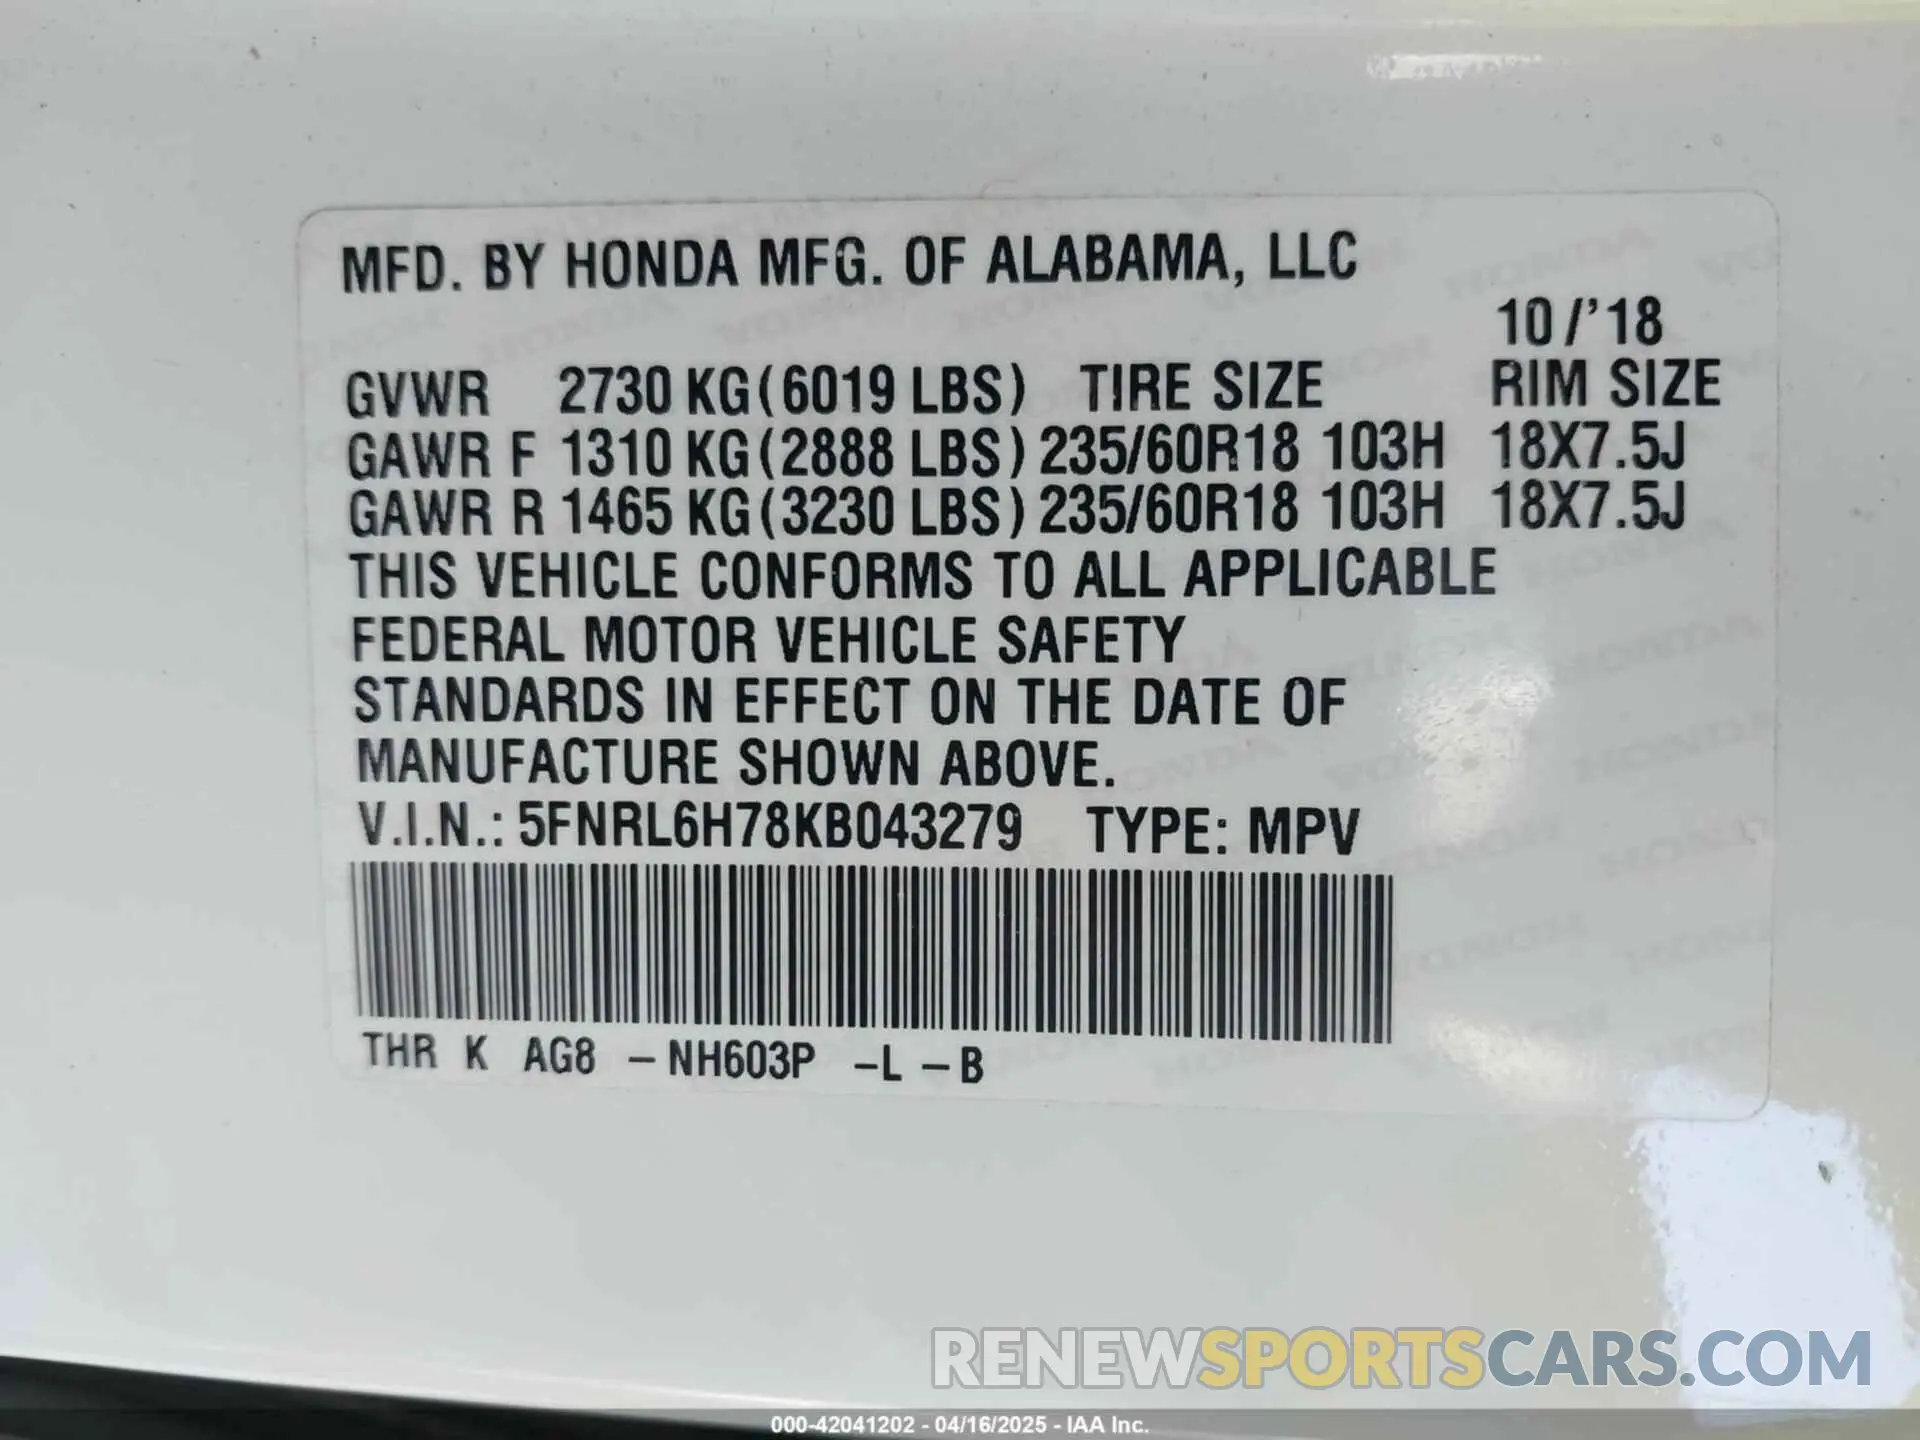 MFD. BY HONDA MFG. OF ALABAMA, LLC
10/'18
GVWR 2730 KG(6019 LBS) TIRE SIZE RIM SIZE
GAWR F 1310 KG(2888 LBS) 235/60R18 103H 18X7.5J
GAWR R 1465 KG(3230 LBS) 235/60R18 103H 18X7.5J
THIS VEHICLE CONFORMS TO ALL APPLICABLE
FEDERAL MOTOR VEHICLE SAFETY
STANDARDS IN EFFECT ON THE DATE OF
MANUFACTURE SHOWN ABOVE.
V.I.N.: 5FNRL6H78KB043279 TYPE: MPV
THR K AG8 – NH603P –L – B
RENEWSPORTSCARS.COM
000-42041202 - 04/16/2025 - IAA Inc.